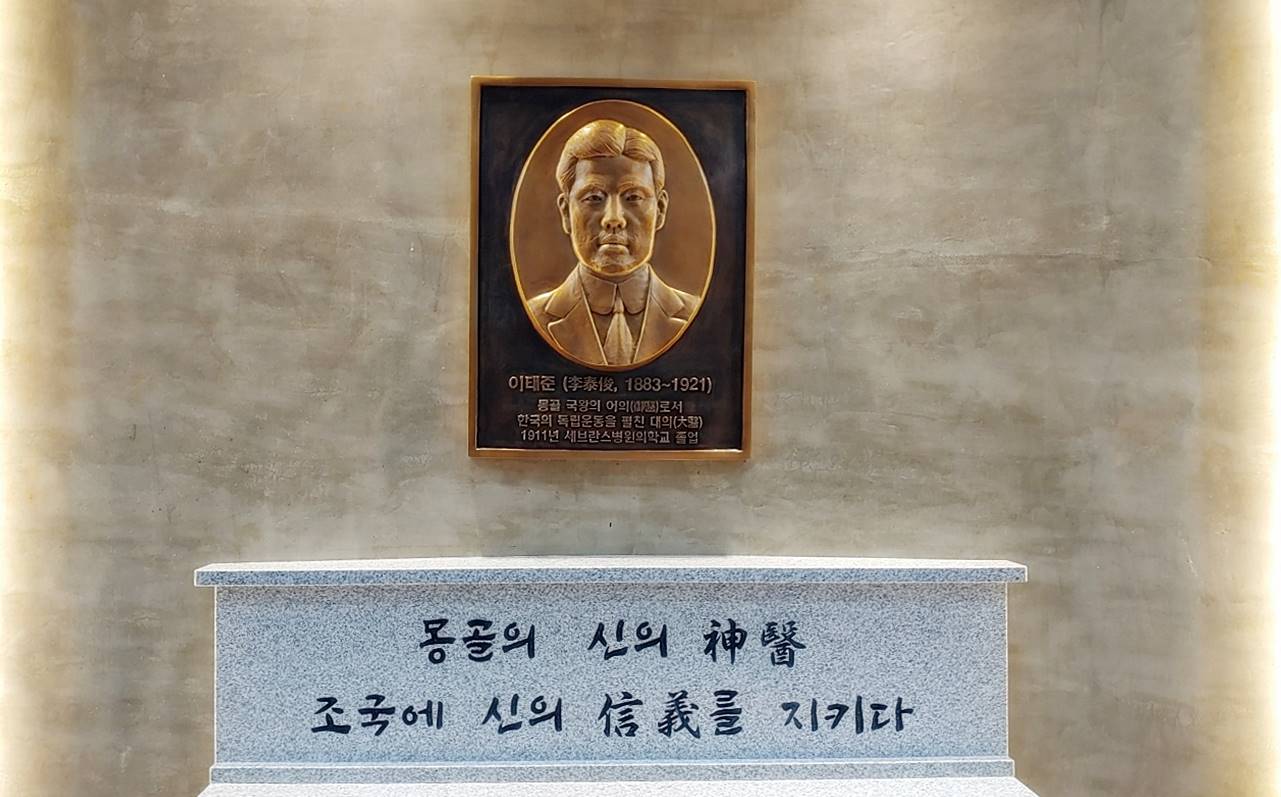 이태준 (李泰俊, 1883~1921)
몽골 국왕의 어의(御醫)로서
한국의 독립운동을 펼친 대의(大醫)
1911년 세브란스병원의학교 졸업
몽골의 신의 神醫
조국에 신의 信義를 지키다